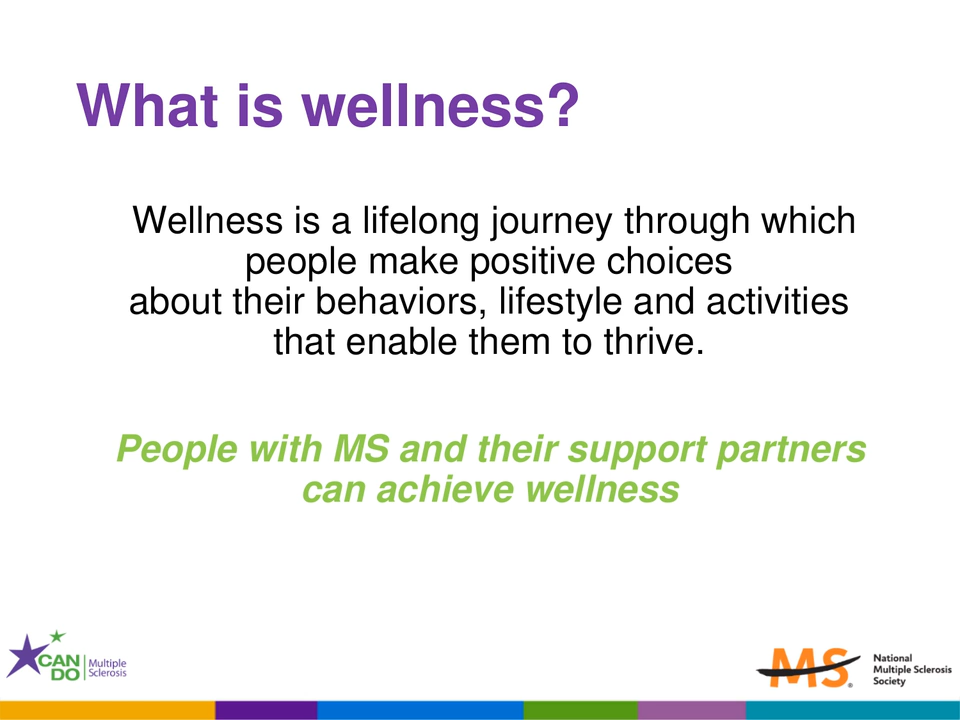 What is wellness?
Wellness is a lifelong journey through which
people make positive choices
about their behaviors, lifestyle and activities
that enable them to thrive.
People with MS and their support partners
can achieve wellness
CAN
DO
Multiple
Sclerosis
MS®
National
Multiple Sclerosis
Society